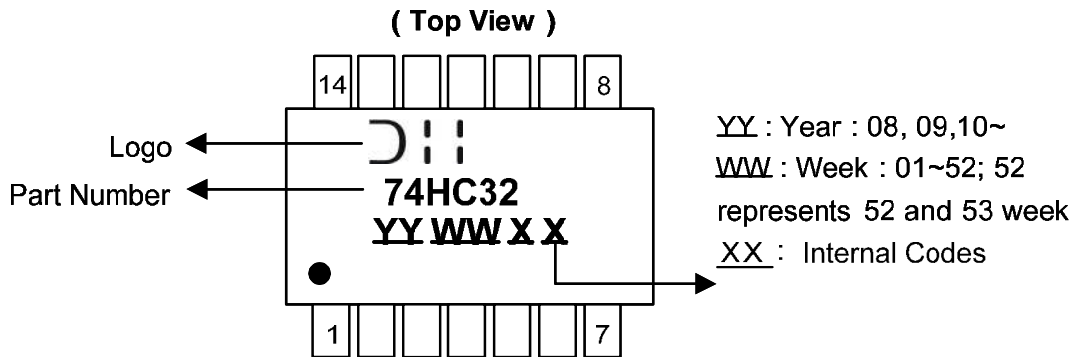 ( Top View )
14
8
Logo
Part Number
74HC32
YY WW X X
1
7
YY : Year : 08, 09,10~
WW : Week : 01~52; 52
represents 52 and 53 week
XX : Internal Codes